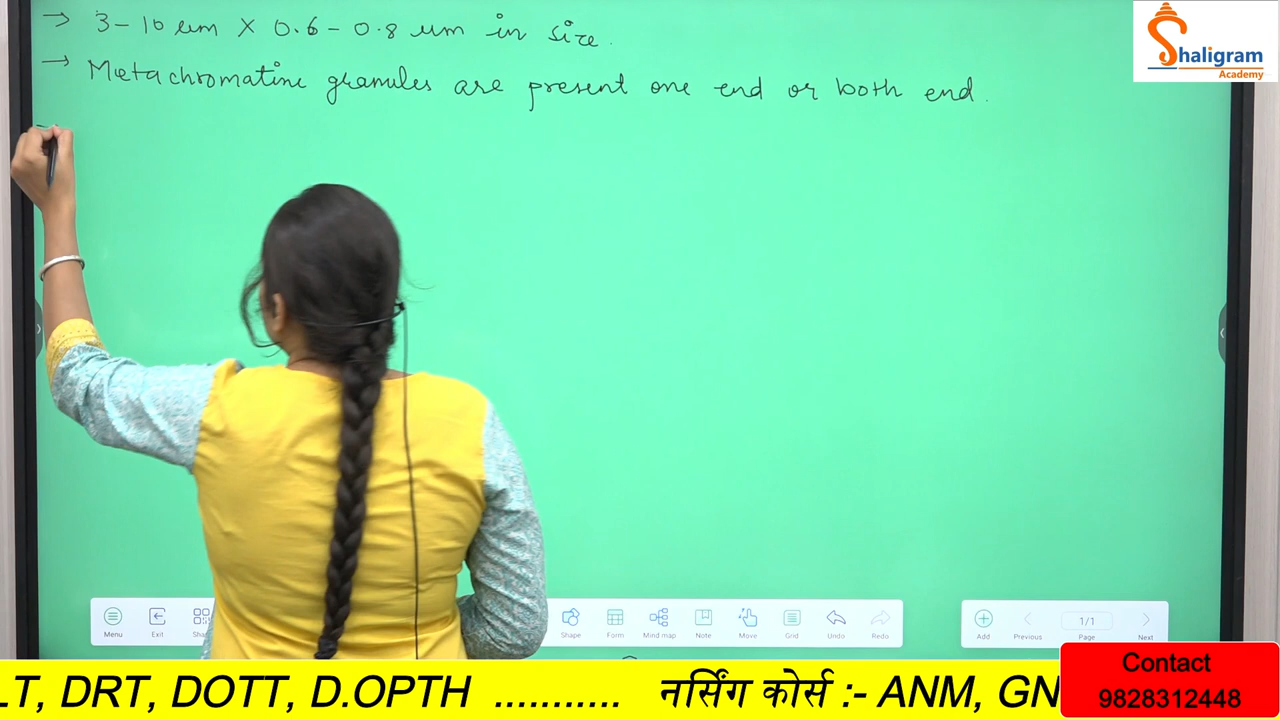 → 3-10 um X 0.6-0.8 um in size.
→ Metachromatine granules are present one end or both end.
Shaligram
Academy
Menu
Exit
Shap
Shape
Form
Mind map
Note
Move
Grid
Undo
Redo
Add
Previous
1/1
Page
Next
LT, DRT, DOTT, D.OPTH ........... नर्सिंग कोर्स :- ANM, GN
Contact
9828312448